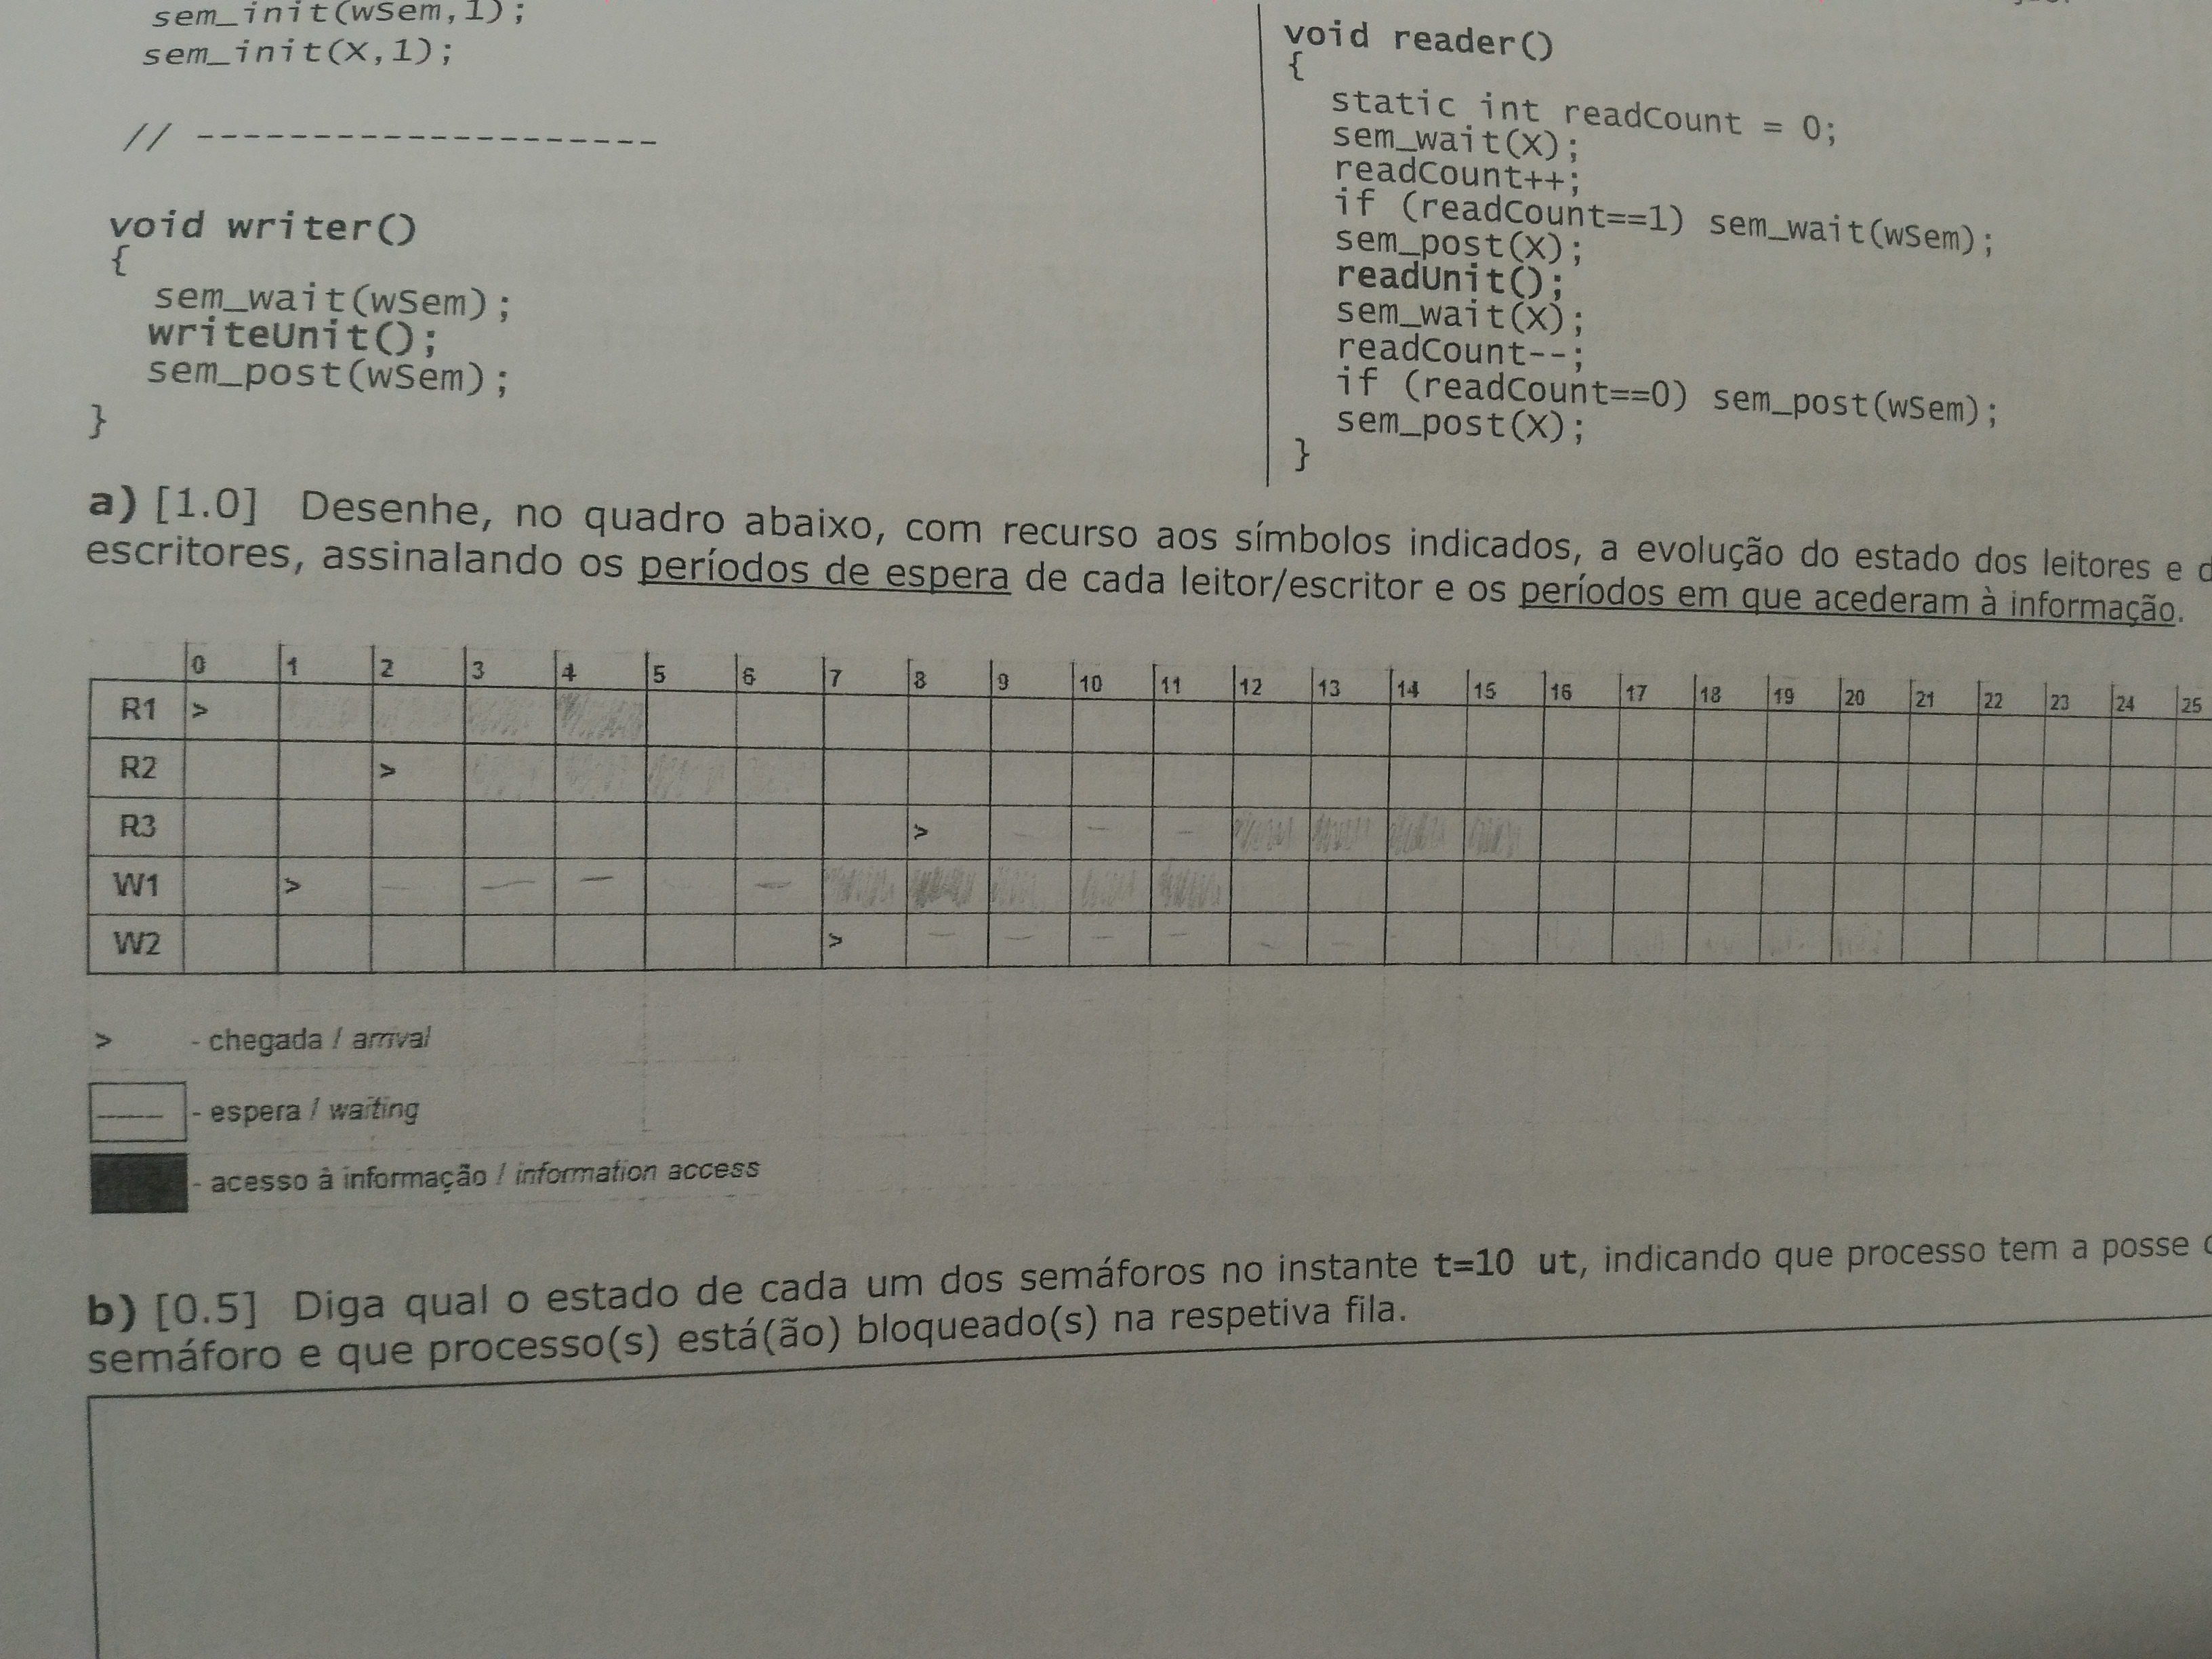 sem_init(wSem,1);
sem_init(X,1);
// --------------------
void writer()
{
sem_wait(wSem);
writeUnit();
sem_post(wSem);
}
void reader()
{
static int readCount = 0;
sem_wait(X);
readCount++;
if (readCount==1) sem_wait(wSem);
sem_post(X);
readUnit();
sem_wait(X);
readCount--;
if (readCount==0) sem_post(wSem);
sem_post(X);
}
a) [1.0] Desenhe, no quadro abaixo, com recurso aos símbolos indicados, a evolução do estado dos leitores e
escritores, assinalando os períodos de espera de cada leitor/escritor e os períodos em que acederam à informação.
0 1 2 3 4 5 6 7 8 9 10 11 12 13 14 15 16 17 18 19 20 21 22 23 24 25
R1 >
R2 >
R3 >
W1 >
W2 >
> - chegada / arrival
- espera / waiting
- acesso à informação / information access
b) [0.5] Diga qual o estado de cada um dos semáforos no instante t=10 ut, indicando que processo tem a posse
semáforo e que processo(s) está(ão) bloqueado(s) na respetiva fila.